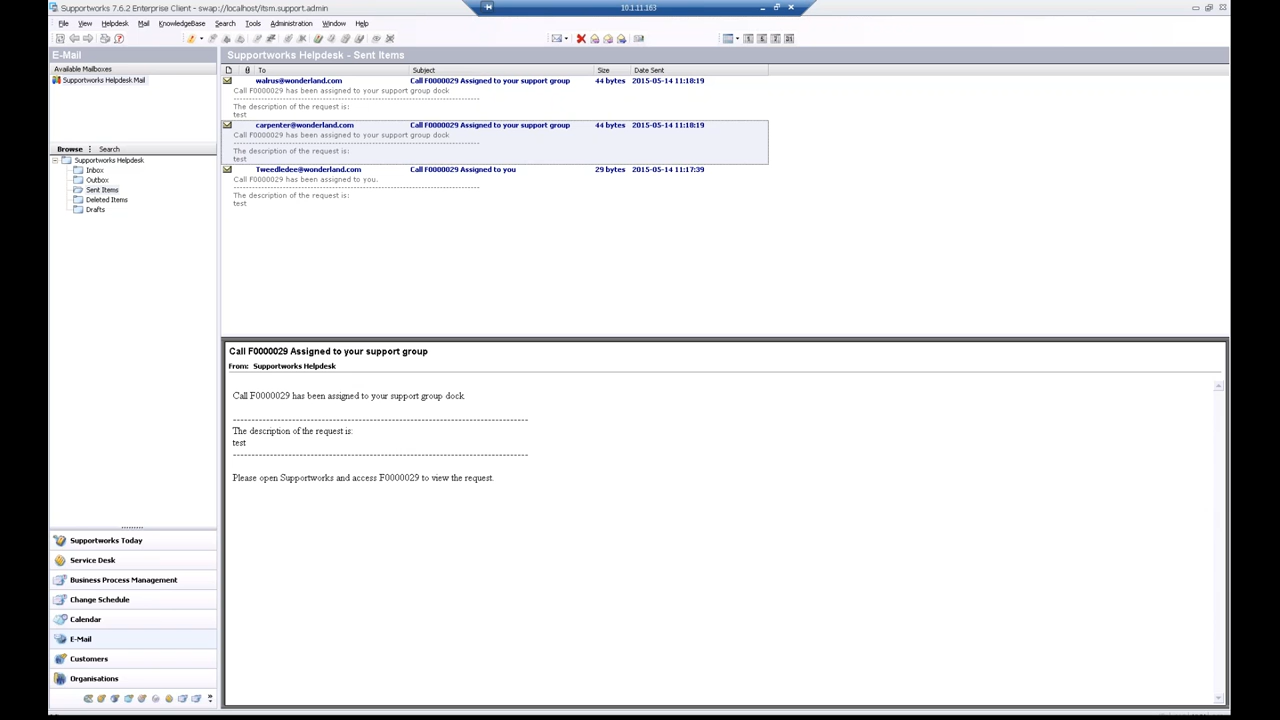 Supportworks 7.6.2 Enterprise Client - swap://localhost/itsm.support.admin
10.1.11.163
File View Helpdesk Mail KnowledgeBase Search Tools Administration Window Help
E-Mail
Supportworks Helpdesk - Sent Items
Available Mailboxes
Supportworks Helpdesk Mail
To Subject Size Date Sent
walrus@wonderland.com Call F0000029 Assigned to your support group 44 bytes 2015-05-14 11:18:19
Call F0000029 has been assigned to your support group dock
--------------------------------------------------------------------------------
The description of the request is:
test
carpenter@wonderland.com Call F0000029 Assigned to your support group 44 bytes 2015-05-14 11:18:19
Call F0000029 has been assigned to your support group dock
--------------------------------------------------------------------------------
The description of the request is:
test
Tweedledee@wonderland.com Call F0000029 Assigned to you 29 bytes 2015-05-14 11:17:39
Call F0000029 has been assigned to you.
--------------------------------------------------------------------------------
The description of the request is:
test
Browse Search
Supportworks Helpdesk
Inbox
Outbox
Sent Items
Deleted Items
Drafts
Call F0000029 Assigned to your support group
From: Supportworks Helpdesk
Call F0000029 has been assigned to your support group dock
--------------------------------------------------------------------------------
The description of the request is:
test
--------------------------------------------------------------------------------
Please open Supportworks and access F0000029 to view the request.
Supportworks Today
Service Desk
Business Process Management
Change Schedule
Calendar
E-Mail
Customers
Organisations